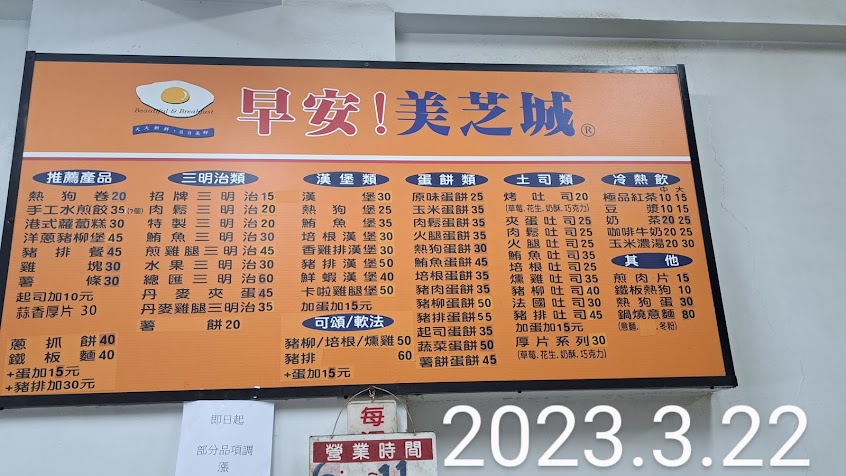 Beautiful & Breakfast
天天新鮮·日日美味
早安!美芝城®
推薦產品
熱狗卷20
手工水煎餃35(7個)
港式蘿蔔糕30
洋蔥豬柳堡45
豬排餐45
雞塊30
薯條30
起司加10元
蒜香厚片30
蔥抓餅40
鐵板麵40
+蛋加15元
+豬排加30元
三明治類
招牌三明治15
肉鬆三明治20
特製三明治20
鮪魚三明治30
煎雞三明治30
水果三明治30
總匯三明治60
丹麥夾蛋45
丹麥雞腿三明治35
薯餅20
漢堡類
漢堡30
熱狗堡25
鮪魚堡30
培根漢堡30
香雞排漢堡30
豬排漢堡50
鮮蝦漢堡40
卡啦雞腿堡50
加蛋加15元
可頌/軟法
豬柳/培根/燻雞50
豬排60
+蛋加15元
蛋餅類
原味蛋餅25
玉米蛋餅35
肉鬆蛋餅35
火腿蛋餅35
熱狗蛋餅30
鮪魚蛋餅35
培根蛋餅35
豬肉蛋餅35
豬柳蛋餅50
豬排蛋餅55
起司蛋餅35
蔬菜蛋餅50
薯餅蛋餅45
土司類
烤吐司20
(草莓、花生、奶酥、巧克力)
夾蛋吐司25
肉鬆吐司25
火腿吐司25
鮪魚吐司35
培根吐司25
燻雞吐司35
豬柳吐司40
法國吐司30
豬排吐司45
加蛋加15元
厚片系列30
(草莓、花生、奶酥、巧克力)
冷熱飲
中 大
極品紅茶10 15
豆漿10 15
奶茶20 25
咖啡牛奶20 25
玉米濃湯20 30
其他
煎肉片15
鐵板熱狗10
熱狗蛋30
鍋燒意麵80
(意麵、 、冬粉)
即日起
部分品項調
漲
每
營業時間
2023.3.22